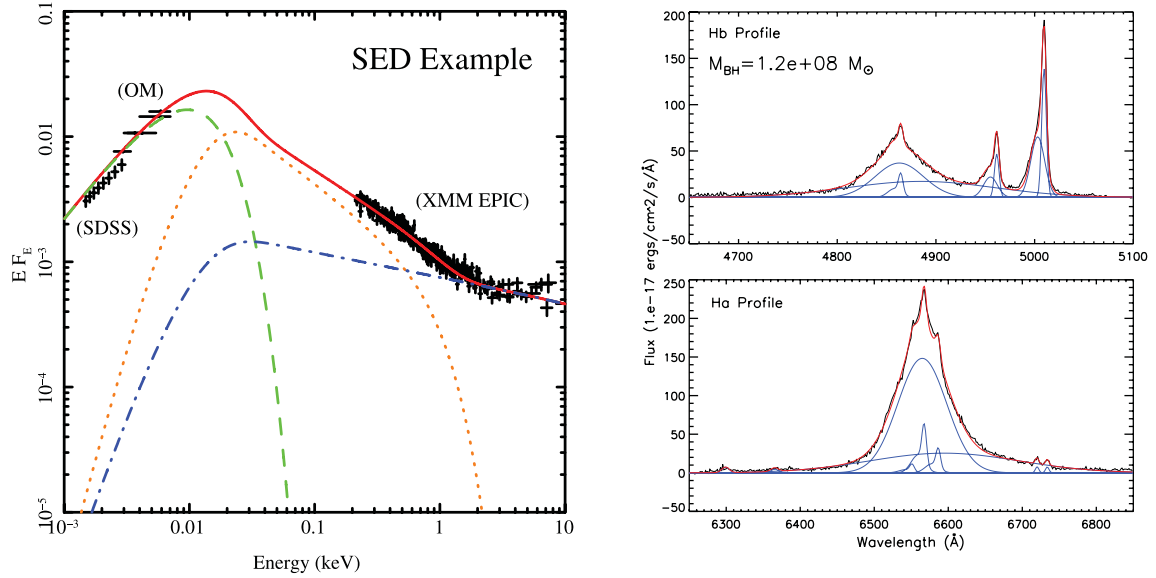 SED Example
(OM)
(SDSS)
(XMM EPIC)
E F_E
0.01
10⁻³
10⁻⁴
10⁻⁵
10⁻³ 0.01 0.1 1 10
Energy (keV)
Hb Profile
M_BH=1.2e+08 M_⊙
200
150
100
50
0
−50
4700 4800 4900 5000 5100
Flux (1.e−17 ergs/cm^2/s/Å)
Ha Profile
250
200
150
100
50
0
−50
6300 6400 6500 6600 6700 6800
Wavelength (Å)